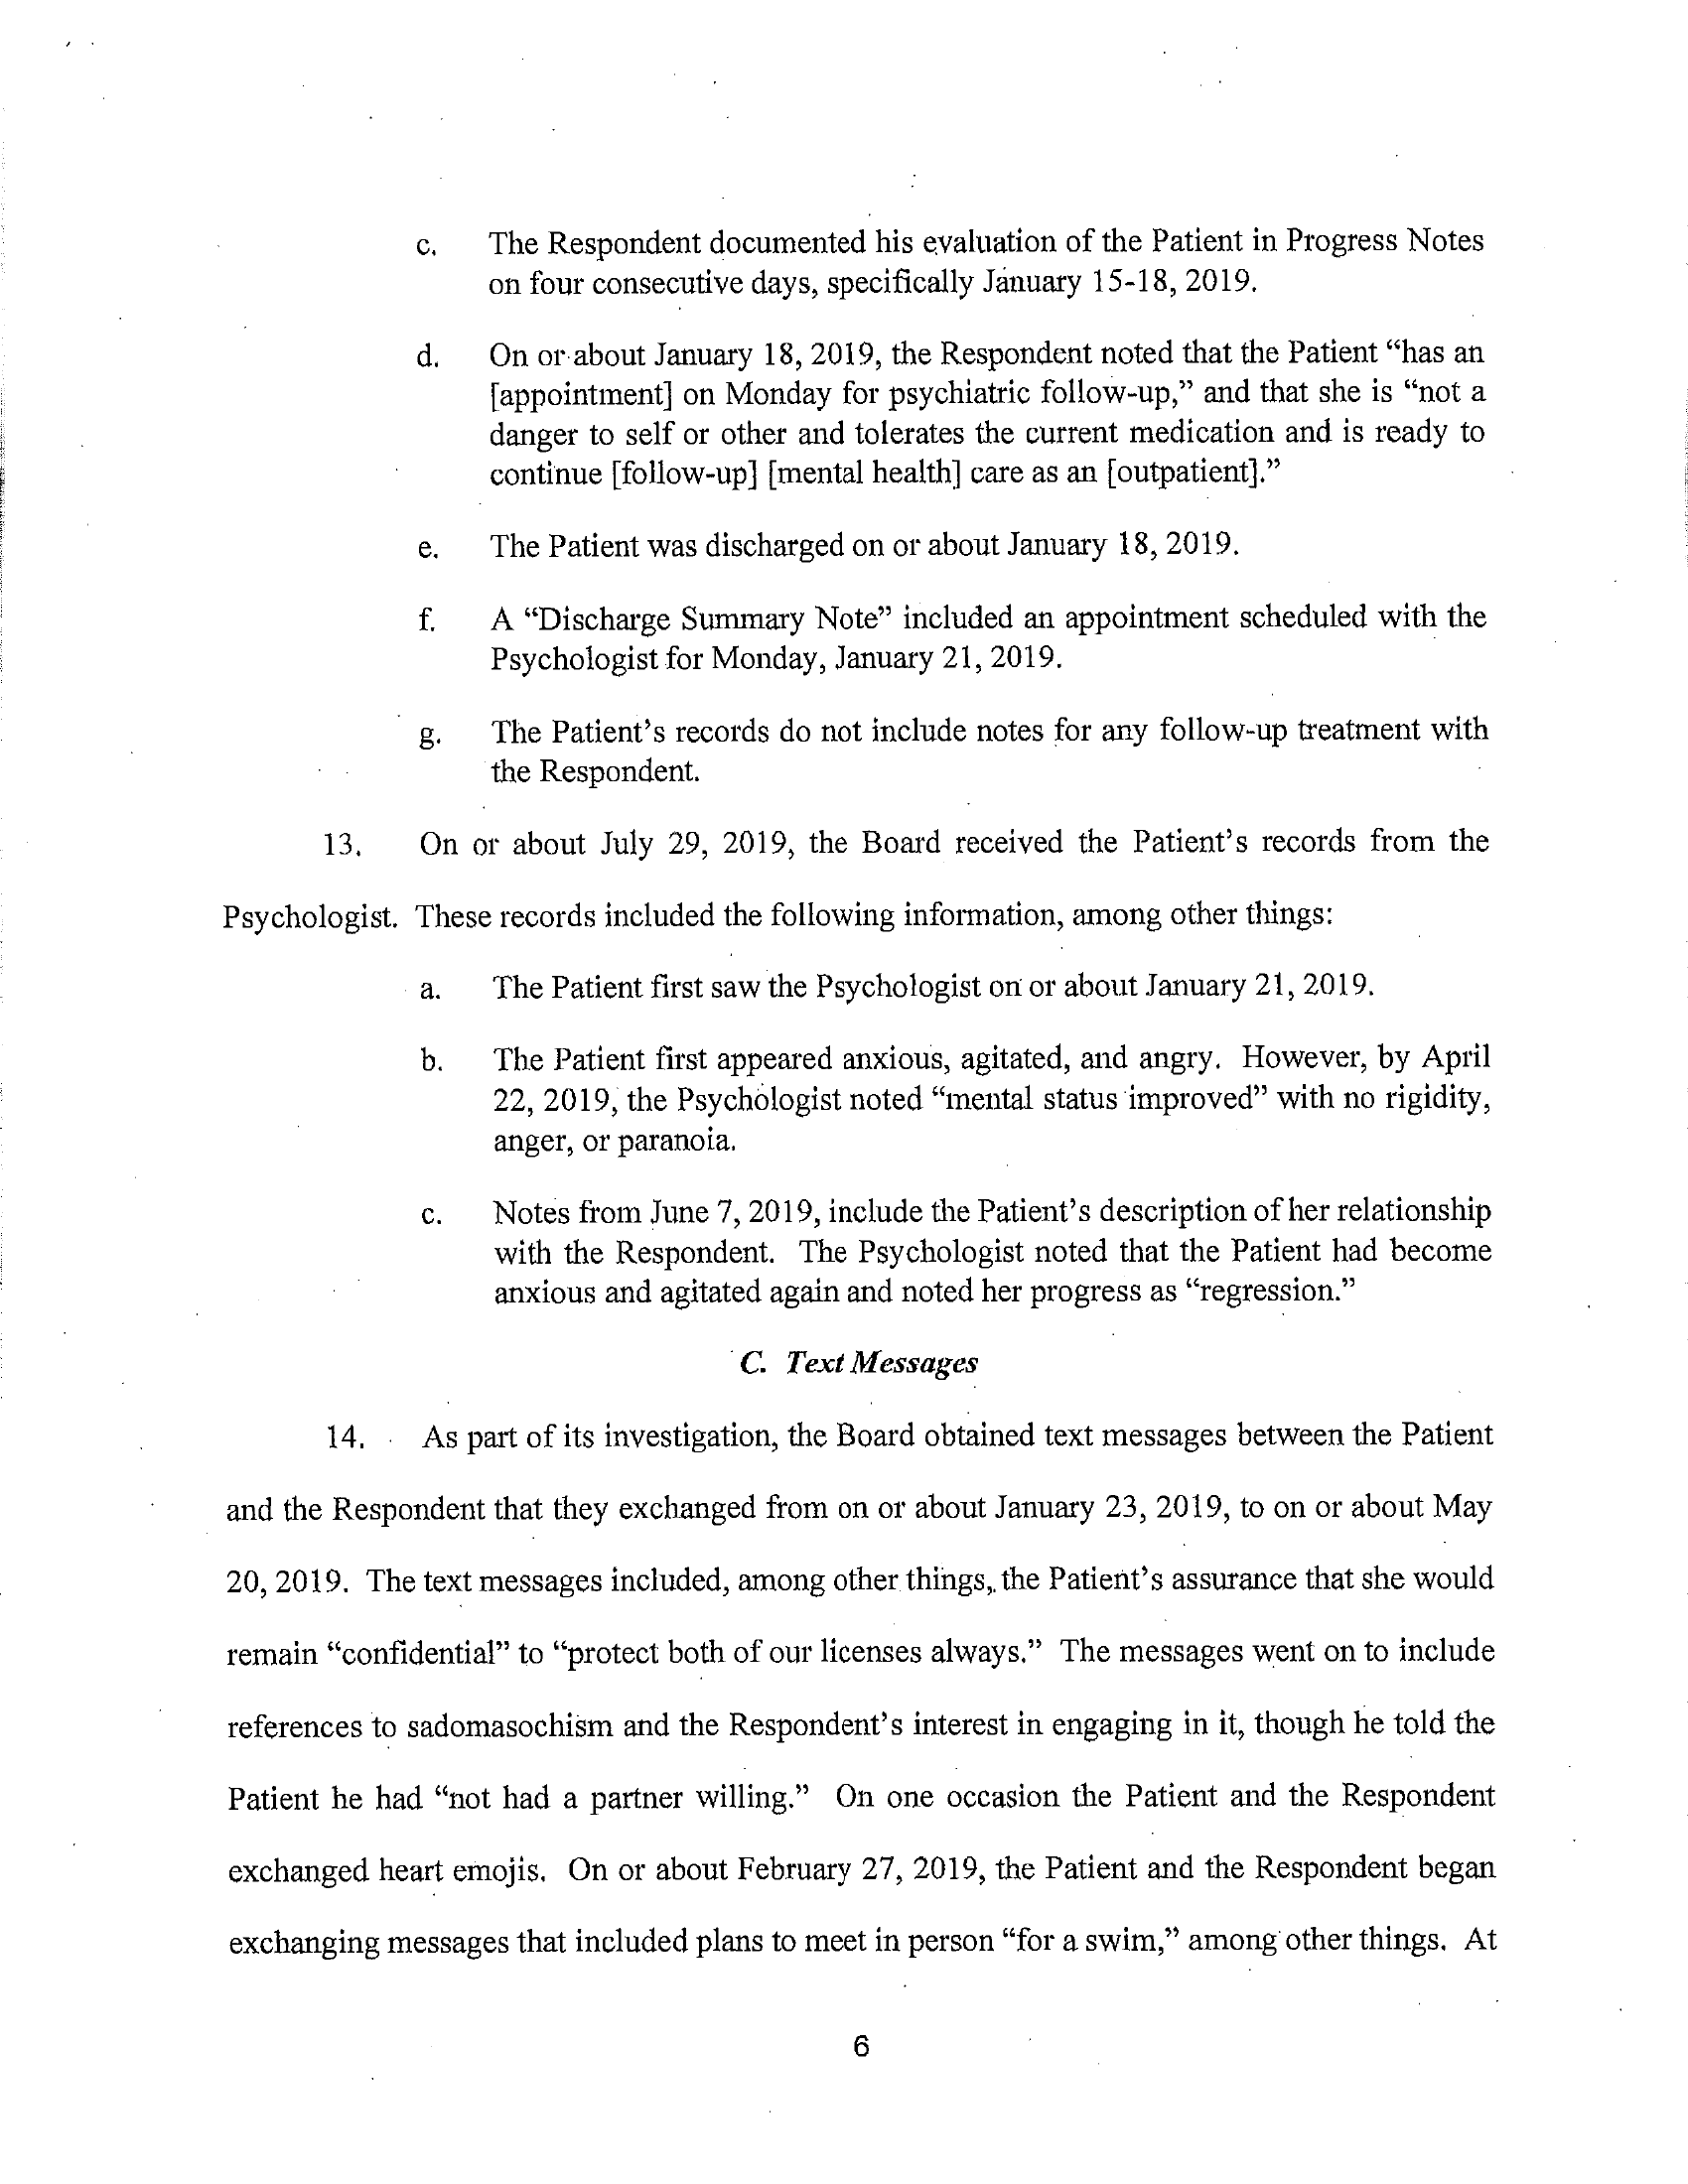 c. The Respondent documented his evaluation of the Patient in Progress Notes
on four consecutive days, specifically January 15-18, 2019.
d. On or about January 18, 2019, the Respondent noted that the Patient “has an
[appointment] on Monday for psychiatric follow-up,” and that she is “not a
danger to self or other and tolerates the current medication and is ready to
continue [follow-up] [mental health] care as an [outpatient].”
e. The Patient was discharged on or about January 18, 2019.
f. A “Discharge Summary Note” included an appointment scheduled with the
Psychologist for Monday, January 21, 2019.
g. The Patient’s records do not include notes for any follow-up treatment with
the Respondent.
13. On or about July 29, 2019, the Board received the Patient’s records from the
Psychologist. These records included the following information, among other things:
a. The Patient first saw the Psychologist on or about January 21, 2019.
b. The Patient first appeared anxious, agitated, and angry. However, by April
22, 2019, the Psychologist noted “mental status improved” with no rigidity,
anger, or paranoia.
c. Notes from June 7, 2019, include the Patient’s description of her relationship
with the Respondent. The Psychologist noted that the Patient had become
anxious and agitated again and noted her progress as “regression.”
C. Text Messages
14. As part of its investigation, the Board obtained text messages between the Patient
and the Respondent that they exchanged from on or about January 23, 2019, to on or about May
20, 2019. The text messages included, among other things, the Patient’s assurance that she would
remain “confidential” to “protect both of our licenses always.” The messages went on to include
references to sadomasochism and the Respondent’s interest in engaging in it, though he told the
Patient he had “not had a partner willing.” On one occasion the Patient and the Respondent
exchanged heart emojis. On or about February 27, 2019, the Patient and the Respondent began
exchanging messages that included plans to meet in person “for a swim,” among other things. At
6